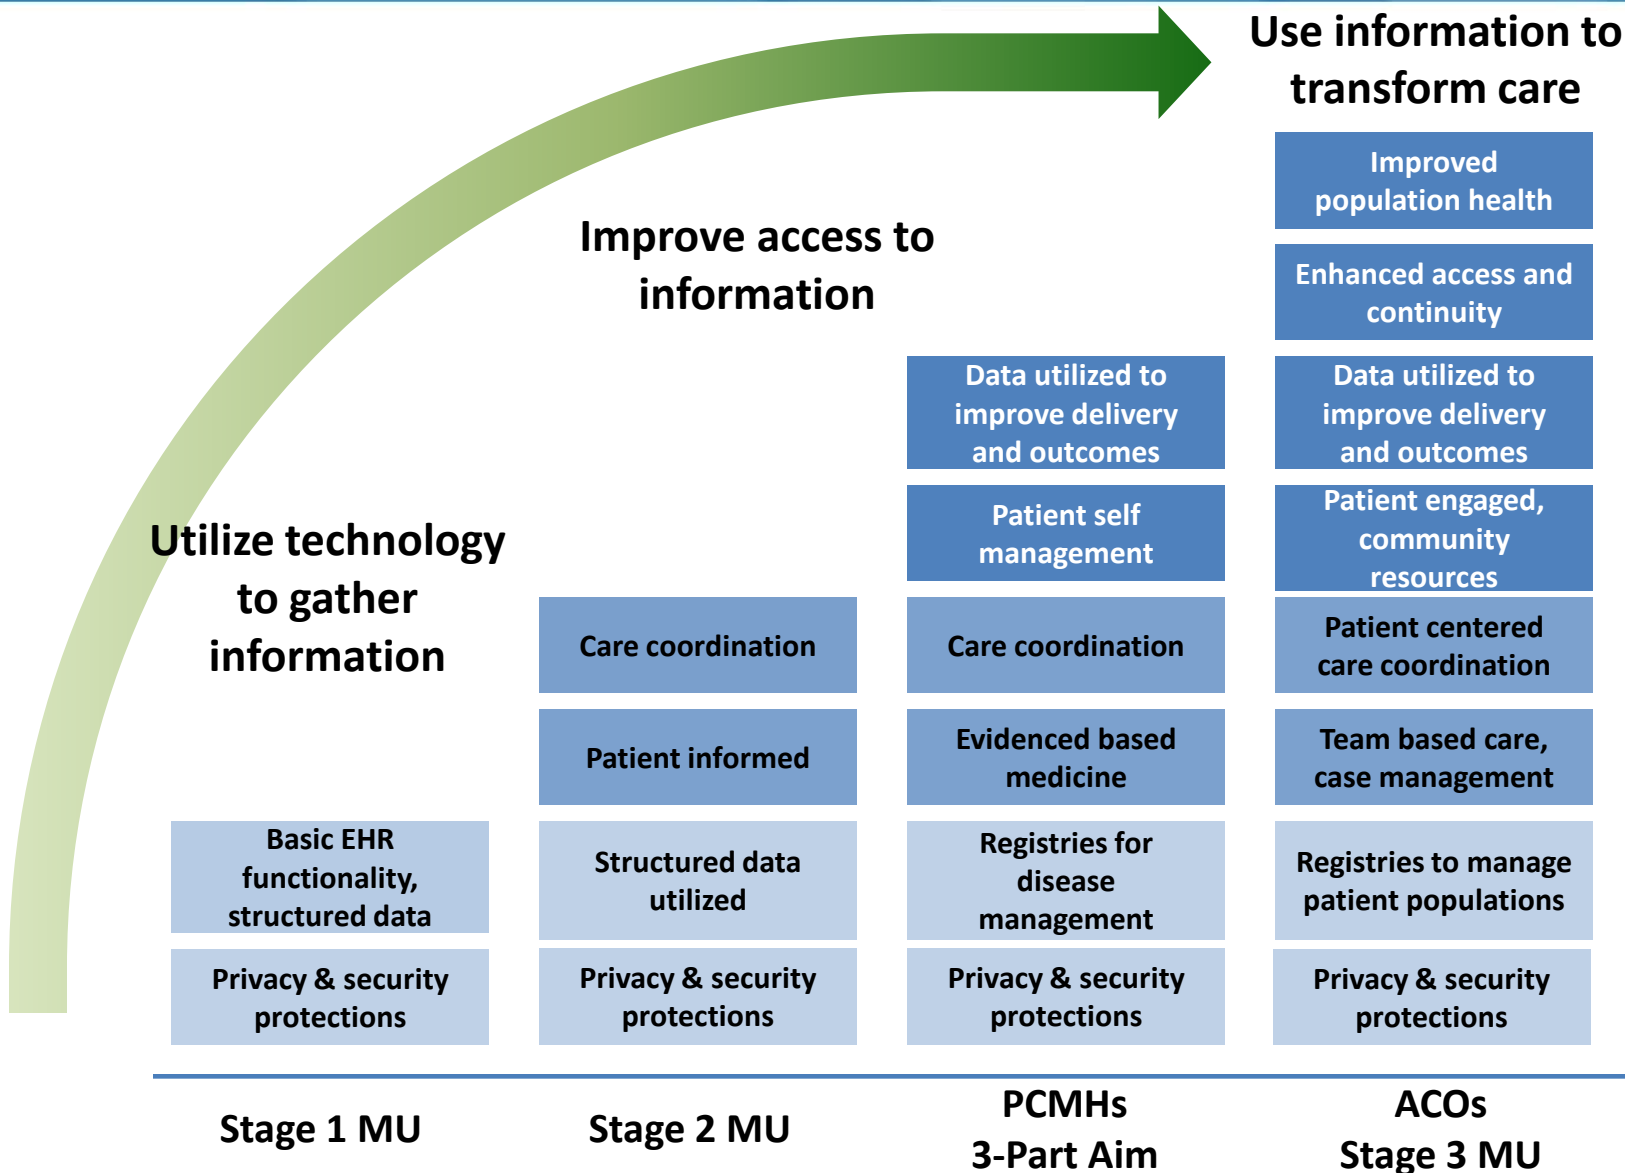 Use information to
transform care
Improve access to
information
Utilize technology
to gather
information
Basic EHR
functionality,
structured data
Privacy & security
protections
Stage 1 MU
Care coordination
Patient informed
Structured data
utilized
Privacy & security
protections
Stage 2 MU
Data utilized to
improve delivery
and outcomes
Patient self
management
Care coordination
Evidenced based
medicine
Registries for
disease
management
Privacy & security
protections
PCMHs
3-Part Aim
Improved
population health
Enhanced access and
continuity
Data utilized to
improve delivery
and outcomes
Patient engaged,
community
resources
Patient centered
care coordination
Team based care,
case management
Registries to manage
patient populations
Privacy & security
protections
ACOs
Stage 3 MU